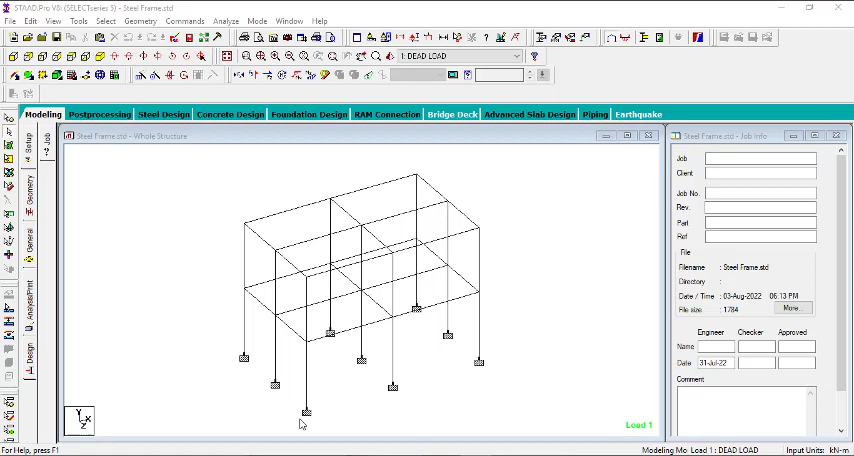 STAAD.Pro V8i (SELECTseries 5) - Steel Frame.std
File Edit View Tools Select Geometry Commands Analyze Mode Window Help
1: DEAD LOAD
Modeling Postprocessing Steel Design Concrete Design Foundation Design RAM Connection Bridge Deck Advanced Slab Design Piping Earthquake
Steel Frame.std - Whole Structure
Steel Frame.std - Job Info
Setup
Job
Geometry
General
Analysis/Print
Design
Job
Client
Job No.
Rev.
Part
Ref
File
Filename : Steel Frame.std
Directory :
Date / Time : 03-Aug-2022 06:13 PM
File size : 1784
More...
Engineer Checker Approved
Name
Date 31-Jul-22
Comment
Y
X
Z
Load 1
For Help, press F1
Modeling Mo Load 1 : DEAD LOAD Input Units: kN-m